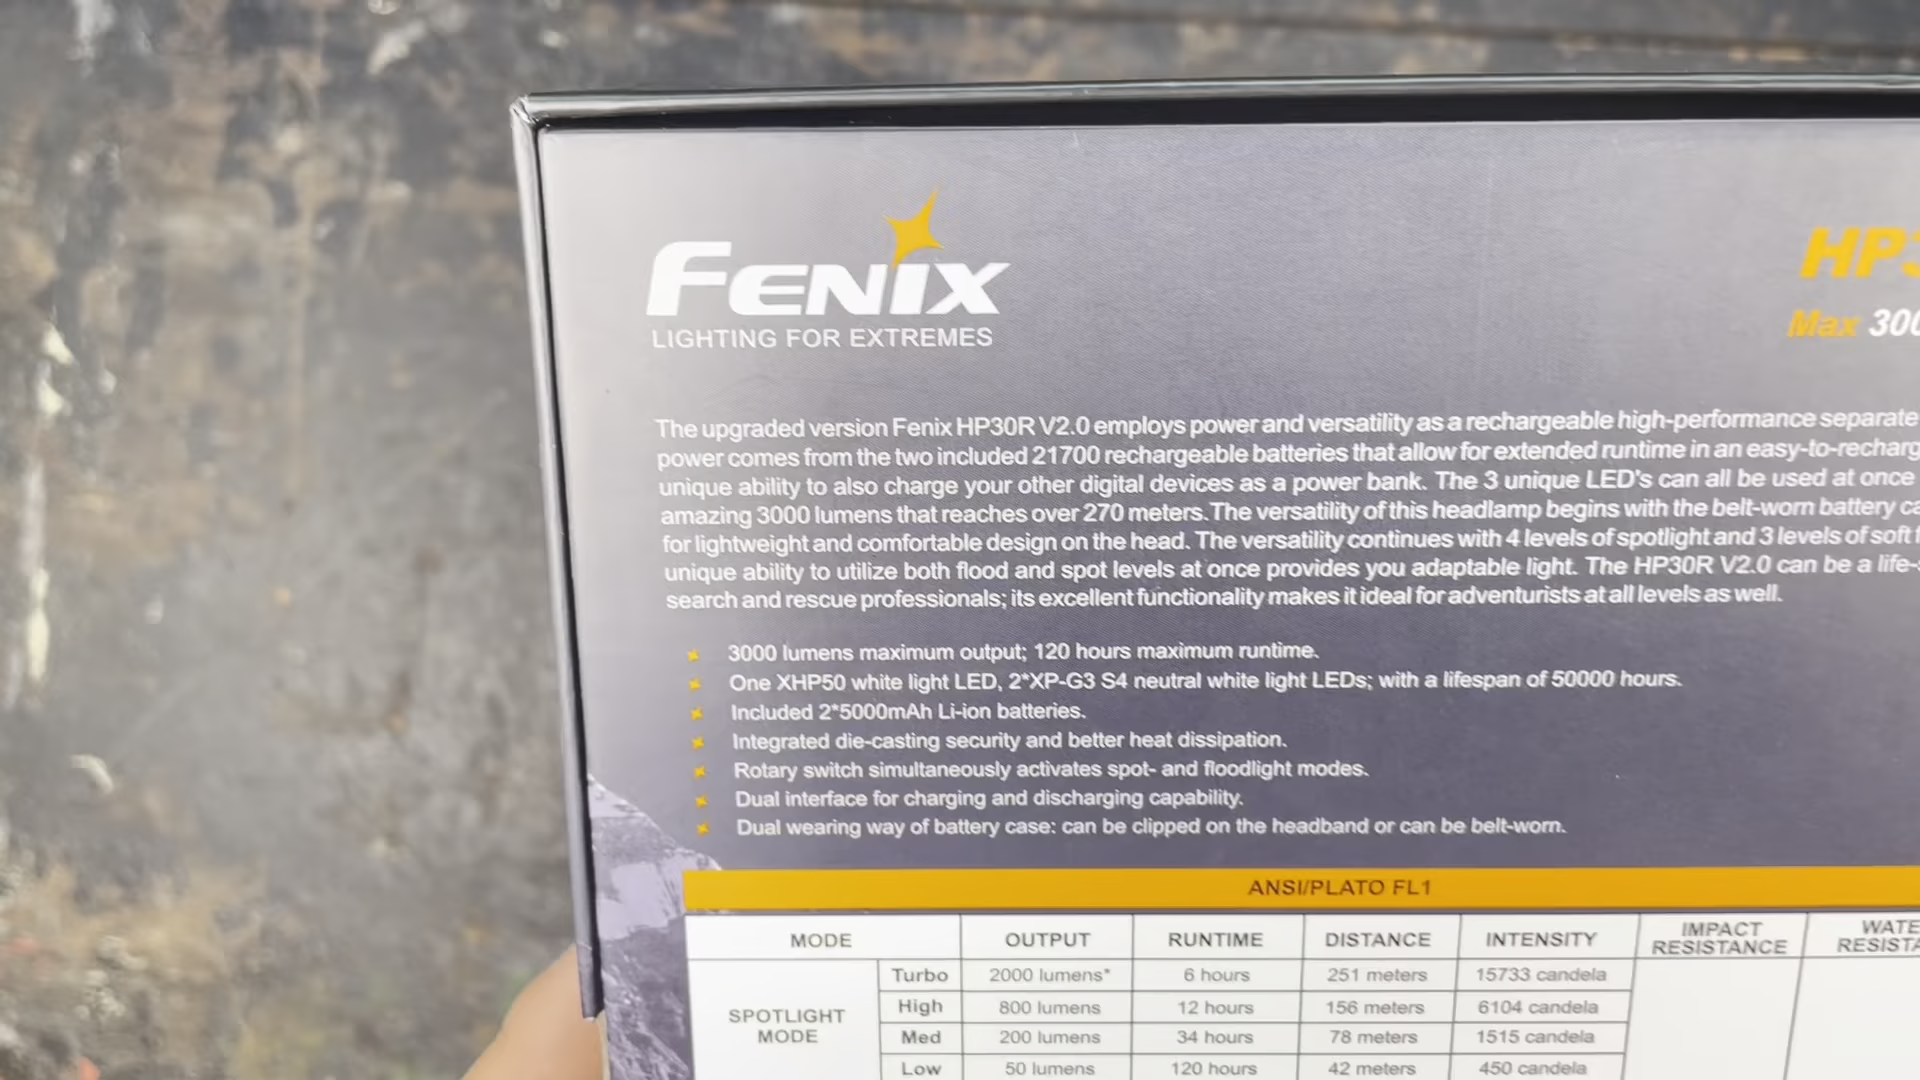 FENIX
LIGHTING FOR EXTREMES
Max
The upgraded version Fenix HP30R V2.0 employs power and versatility as a rechargeable high-performance separate
power comes from the two included 21700 rechargeable batteries that allow for extended runtime in an easy-to-recharg
unique ability to also charge your other digital devices as a power bank. The 3 unique LED's can all be used at once
amazing 3000 lumens that reaches over 270 meters.The versatility of this headlamp begins with the belt-worn battery
for lightweight and comfortable design on the head. The versatility continues with 4 levels of spotlight and 3 levels of soft
unique ability to utilize both flood and spot levels at once provides you adaptable light. The HP30R V2.0 can be a life-
search and rescue professionals; its excellent functionality makes it ideal for adventurists at all levels as well.
3000 lumens maximum output; 120 hours maximum runtime.
One XHP50 white light LED, 2*XP-G3 S4 neutral white light LEDs; with a lifespan of 50000 hours.
Included 2*5000mAh Li-ion batteries.
Integrated die-casting security and better heat dissipation.
Rotary switch simultaneously activates spot- and floodlight modes.
Dual interface for charging and discharging capability.
Dual wearing way of battery case: can be clipped on the headband or can be belt-worn.
ANSI/PLATO FL1
MODE OUTPUT RUNTIME DISTANCE INTENSITY IMPACT RESISTANCE
SPOTLIGHT MODE
Turbo 2000 lumens* 6 hours 251 meters 15733 candela
High 800 lumens 12 hours 156 meters 6104 candela
Med 200 lumens 34 hours 78 meters 1515 candela
Low 50 lumens 120 hours 42 meters 450 candela